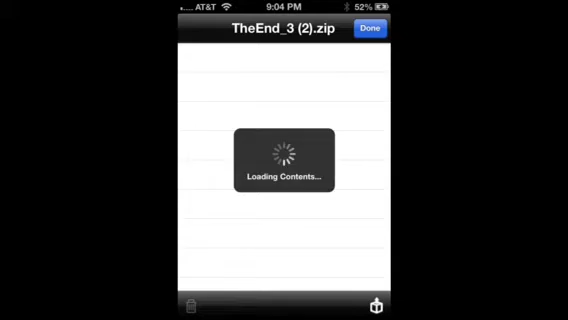 AT&T 9:04 PM 52%
TheEnd_3 (2).zip Done
Loading Contents...